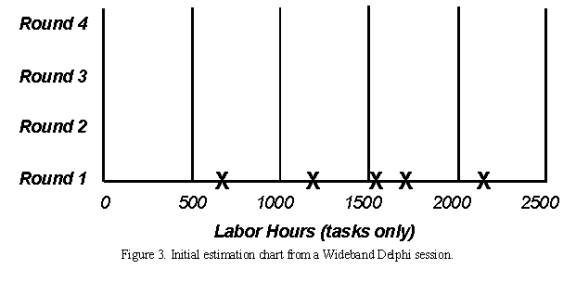 Round 4
Round 3
Round 2
Round 1
X X X X X
0 500 1000 1500 2000 2500
Labor Hours (tasks only)
Figure 3. Initial estimation chart from a Wideband Delphi session.